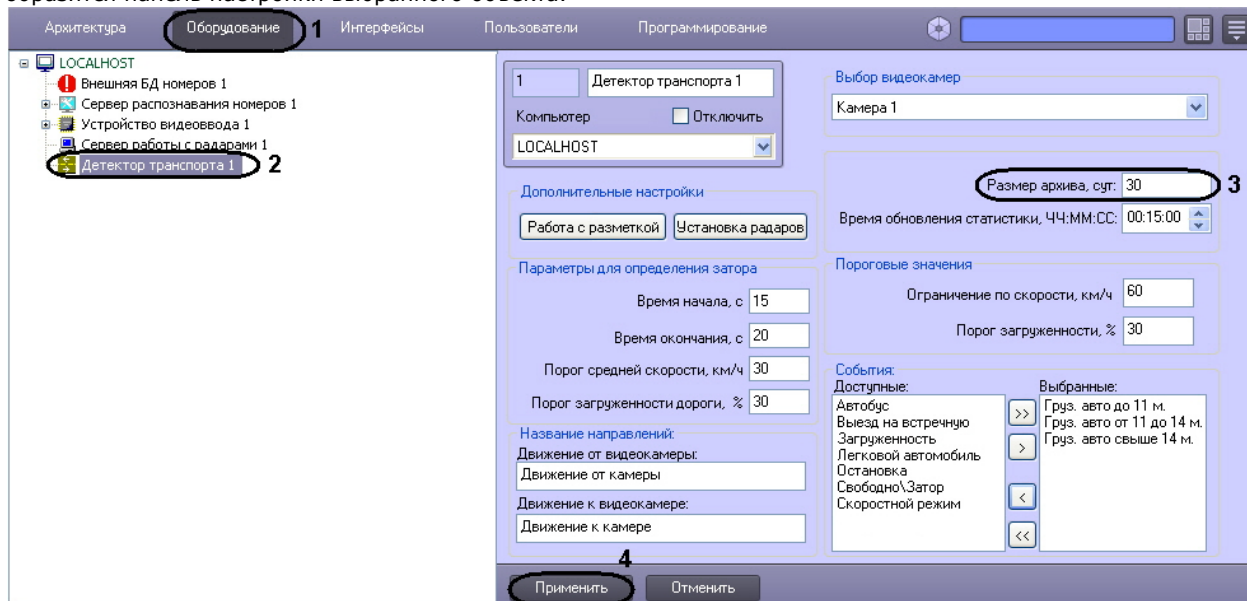 Архитектура Оборудование 1 Интерфейсы Пользователи Программирование
LOCALHOST
Внешняя БД номеров 1
Сервер распознавания номеров 1
Устройство видеоввода 1
Сервер работы с радарами 1
Детектор транспорта 1 2
1 Детектор транспорта 1
Компьютер Отключить
LOCALHOST
Дополнительные настройки
Работа с разметкой Установка радаров
Параметры для определения затора
Время начала, с 15
Время окончания, с 20
Порог средней скорости, км/ч 30
Порог загруженности дороги, % 30
Название направлений:
Движение от видеокамеры:
Движение от камеры
Движение к видеокамере:
Движение к камере
Выбор видеокамер
Камера 1
Размер архива, сут: 30 3
Время обновления статистики, ЧЧ:ММ:СС: 00:15:00
Пороговые значения
Ограничение по скорости, км/ч 60
Порог загруженности, % 30
События:
Доступные: Выбранные:
Автобус >> Груз. авто до 11 м.
Выезд на встречную Груз. авто от 11 до 14 м.
Загруженность > Груз. авто свыше 14 м.
Легковой автомобиль
Остановка
Свободно\Затор <
Скоростной режим
<<
4
Применить Отменить